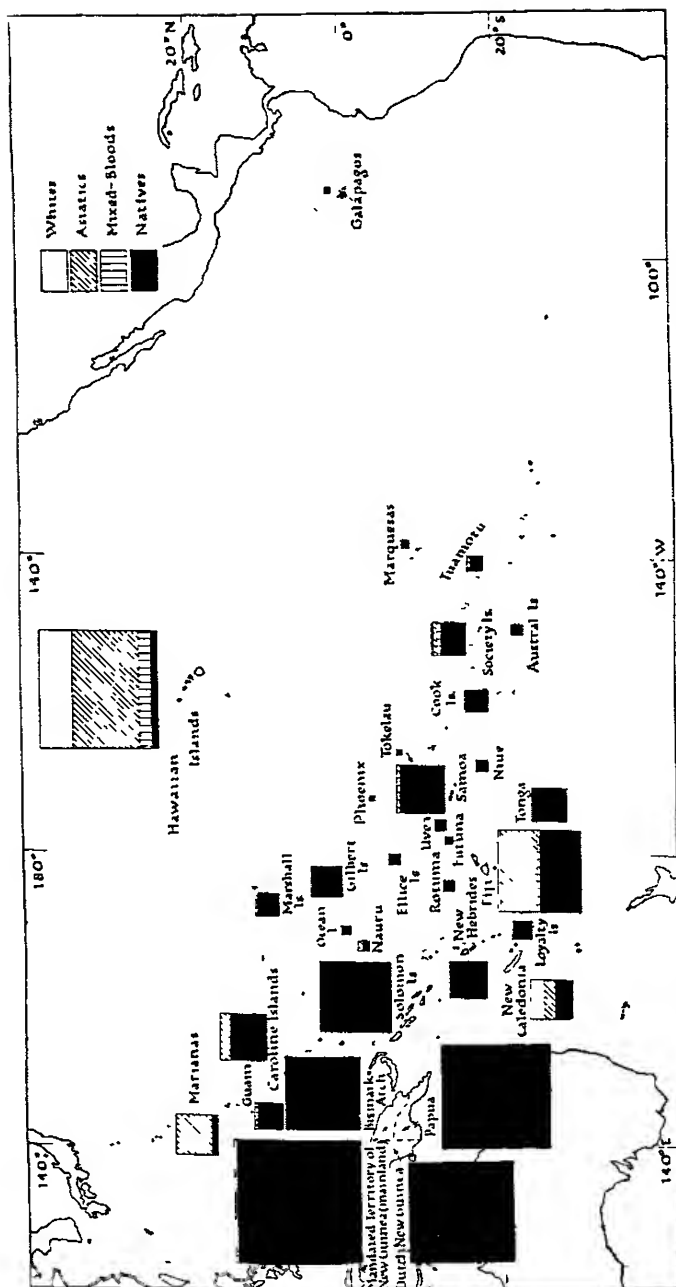 20°N
0°
20°S
Whites
Asiatics
Mixed-Bloods
Natives
Galápagos
100°
140°
Marquesas
Tuamotu
140°W
Hawaiian
Islands
Society Is.
Austral Is
Cook
Is.
Tokelau
Phoenix
Samoa
Niue
Tonga
180°
Uvea
Futuna
Rotuma
Ellice
Is
Gilbert
Is
Marshall
Is
Ocean
I
Nauru
New
Hebrides
Fiji
Loyalty
Is
New
Caledonia
Solomon
Is
Caroline Islands
Guam
Marianas
Bismark
Arch
Papua
Mandated Territory of
New Guinea (mainland)
Dutch New Guinea
140°
140°E